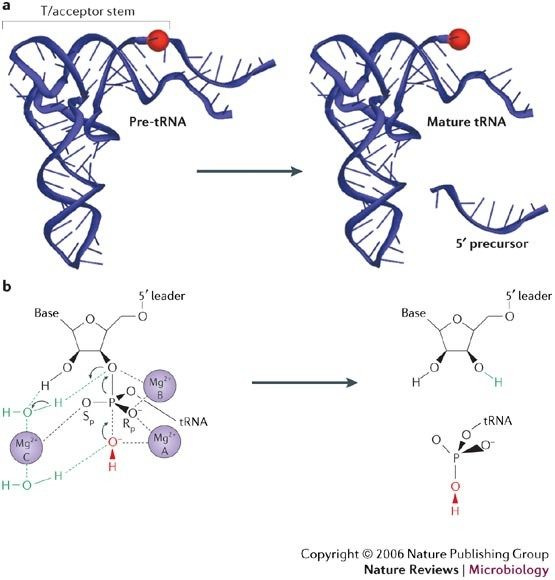 a
T/acceptor stem
Pre-tRNA
Mature tRNA
5′ precursor
b
5′ leader
Base
O
O
H
O
O
H
O
H
Mg2+
B
O
P
O
O−
Sp
Rp
tRNA
Mg2+
C
O−
H
Mg2+
A
H
O
H
5′ leader
Base
O
O
O
O
H
H
tRNA
O
O
O−
P
O
H
Copyright © 2006 Nature Publishing Group
Nature Reviews | Microbiology